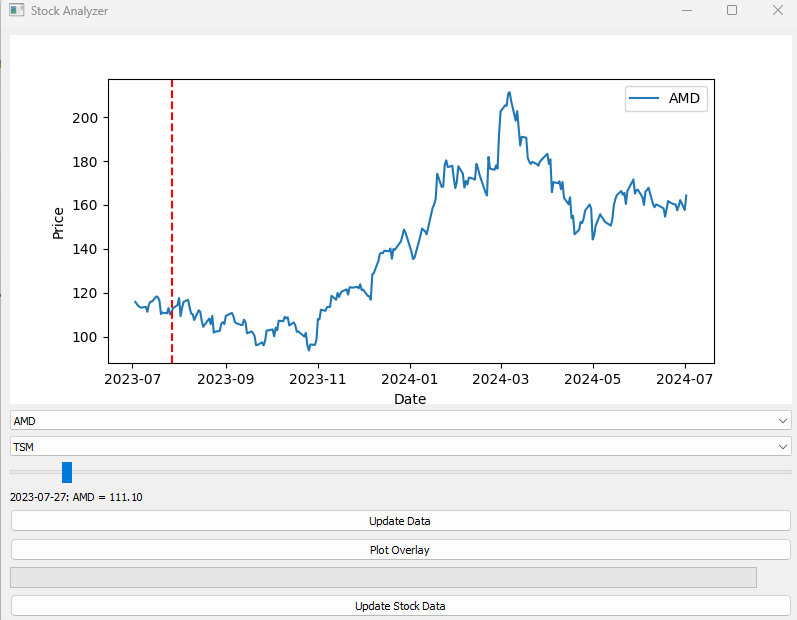 Stock Analyzer
AMD
200
180
160
140
120
100
Price
2023-07 2023-09 2023-11 2024-01 2024-03 2024-05 2024-07
Date
AMD
TSM
2023-07-27: AMD = 111.10
Update Data
Plot Overlay
Update Stock Data